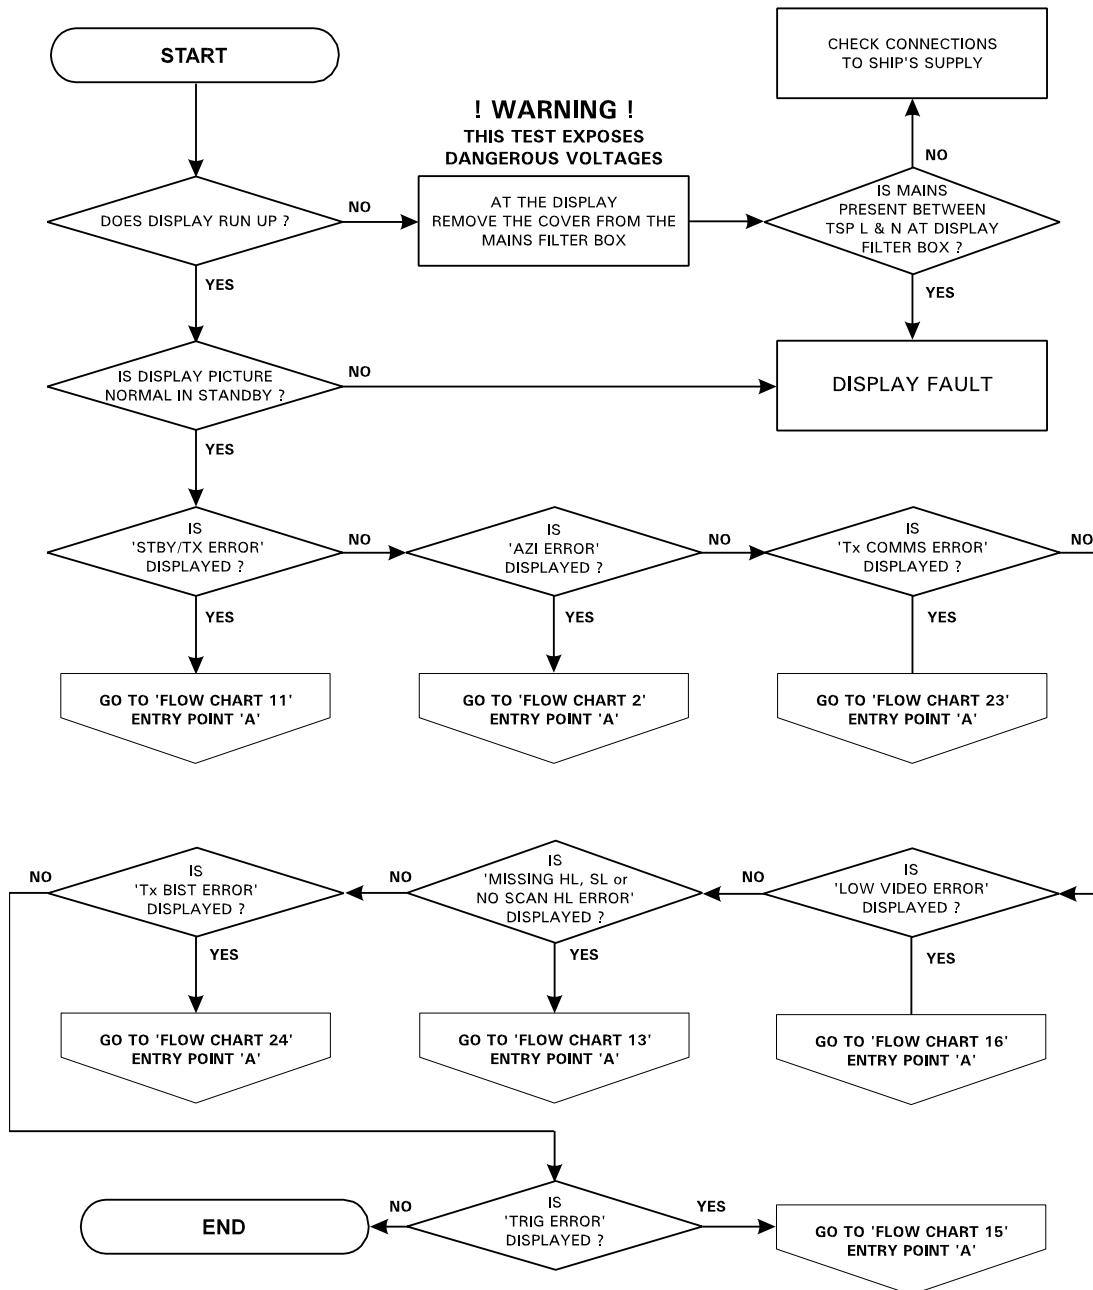 START
CHECK CONNECTIONS
TO SHIP'S SUPPLY
! WARNING !
THIS TEST EXPOSES
DANGEROUS VOLTAGES
NO
DOES DISPLAY RUN UP ?
NO
AT THE DISPLAY
REMOVE THE COVER FROM THE
MAINS FILTER BOX
IS MAINS
PRESENT BETWEEN
TSP L & N AT DISPLAY
FILTER BOX ?
YES
YES
IS DISPLAY PICTURE
NORMAL IN STANDBY ?
NO
DISPLAY FAULT
YES
IS
'STBY/TX ERROR'
DISPLAYED ?
NO
IS
'AZI ERROR'
DISPLAYED ?
NO
IS
'Tx COMMS ERROR'
DISPLAYED ?
NO
YES
YES
YES
GO TO 'FLOW CHART 11'
ENTRY POINT 'A'
GO TO 'FLOW CHART 2'
ENTRY POINT 'A'
GO TO 'FLOW CHART 23'
ENTRY POINT 'A'
NO
IS
'Tx BIST ERROR'
DISPLAYED ?
NO
IS
'MISSING HL, SL or
NO SCAN HL ERROR'
DISPLAYED ?
NO
IS
'LOW VIDEO ERROR'
DISPLAYED ?
YES
YES
YES
GO TO 'FLOW CHART 24'
ENTRY POINT 'A'
GO TO 'FLOW CHART 13'
ENTRY POINT 'A'
GO TO 'FLOW CHART 16'
ENTRY POINT 'A'
END
NO
IS
'TRIG ERROR'
DISPLAYED ?
YES
GO TO 'FLOW CHART 15'
ENTRY POINT 'A'